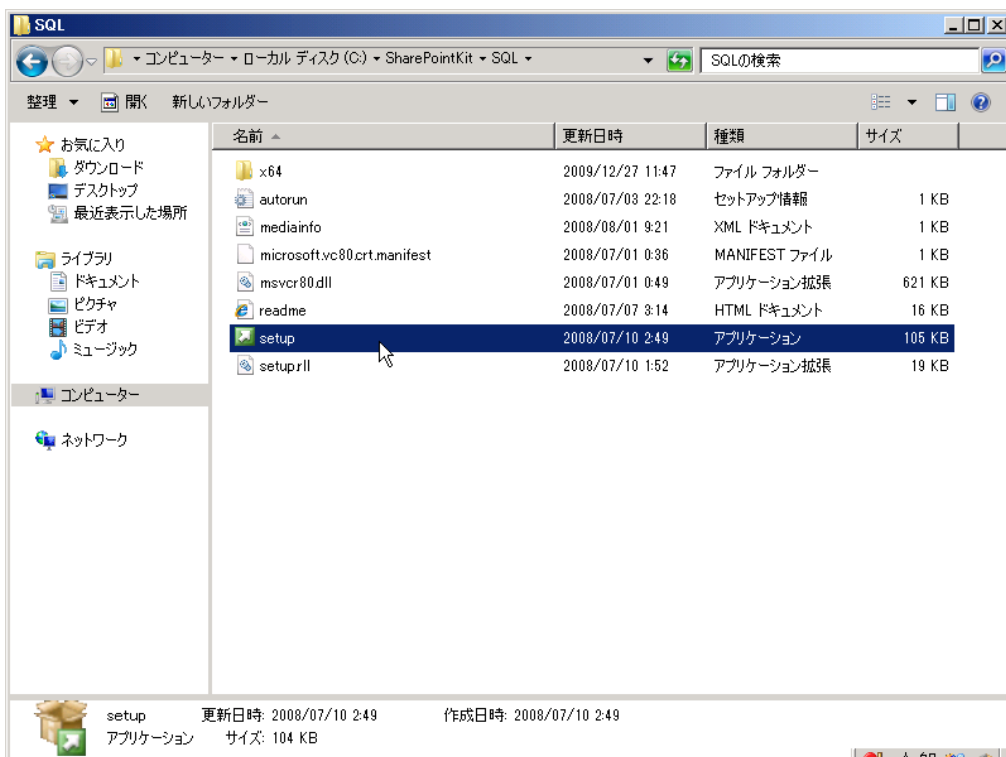 SQL
コンピューター ローカル ディスク (C:) SharePointKit SQL
SQLの検索
整理 開く 新しいフォルダー
お気に入り
ダウンロード
デスクトップ
最近表示した場所
ライブラリ
ドキュメント
ピクチャ
ビデオ
ミュージック
コンピューター
ネットワーク
名前 更新日時 種類 サイズ
x64 2009/12/27 11:47 ファイル フォルダー
autorun 2008/07/03 22:18 セットアップ情報 1 KB
mediainfo 2008/08/01 9:21 XML ドキュメント 1 KB
microsoft.vc80.crt.manifest 2008/07/01 0:36 MANIFEST ファイル 1 KB
msvcr80.dll 2008/07/01 0:49 アプリケーション拡張 621 KB
readme 2008/07/07 3:14 HTML ドキュメント 16 KB
setup 2008/07/10 2:49 アプリケーション 105 KB
setup.rll 2008/07/10 1:52 アプリケーション拡張 19 KB
setup 更新日時: 2008/07/10 2:49 作成日時: 2008/07/10 2:49
アプリケーション サイズ: 104 KB